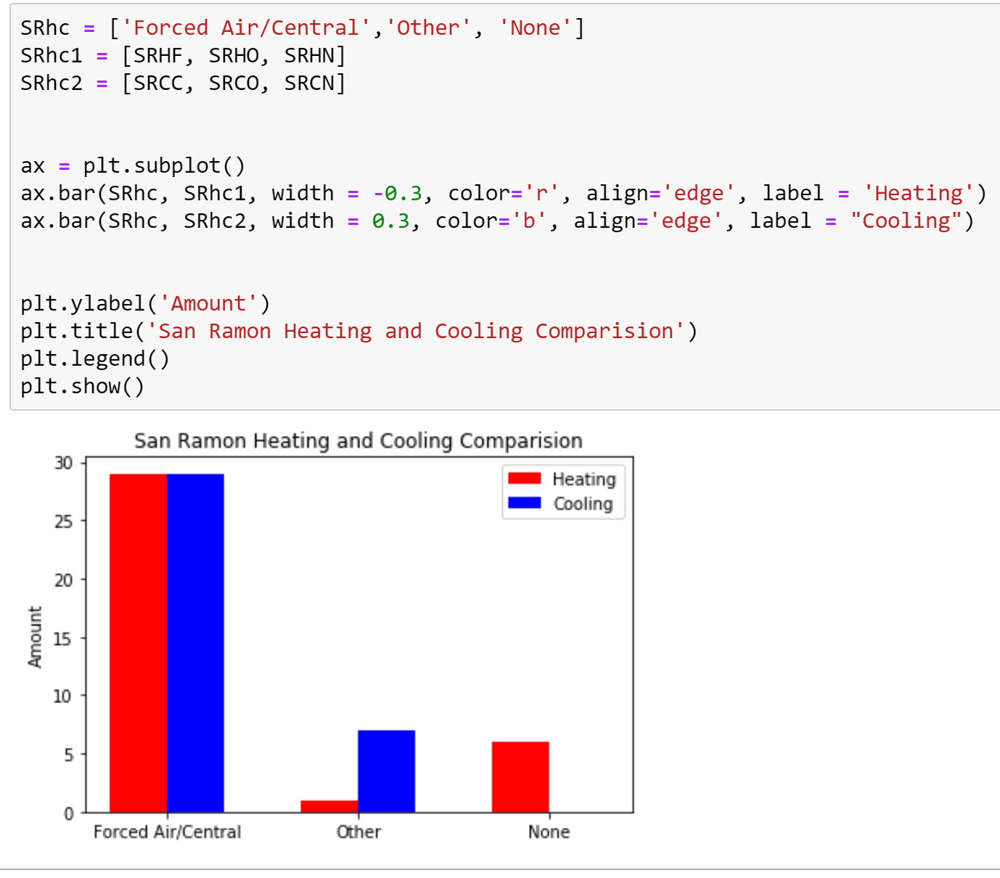 SRhc = ['Forced Air/Central','Other', 'None']
SRhc1 = [SRHF, SRHO, SRHN]
SRhc2 = [SRCC, SRCO, SRCN]
ax = plt.subplot()
ax.bar(SRhc, SRhc1, width = -0.3, color='r', align='edge', label = 'Heating')
ax.bar(SRhc, SRhc2, width = 0.3, color='b', align='edge', label = "Cooling")
plt.ylabel('Amount')
plt.title('San Ramon Heating and Cooling Comparision')
plt.legend()
plt.show()
San Ramon Heating and Cooling Comparision
Heating
Cooling
30
25
20
15
10
5
0
Amount
Forced Air/Central
Other
None